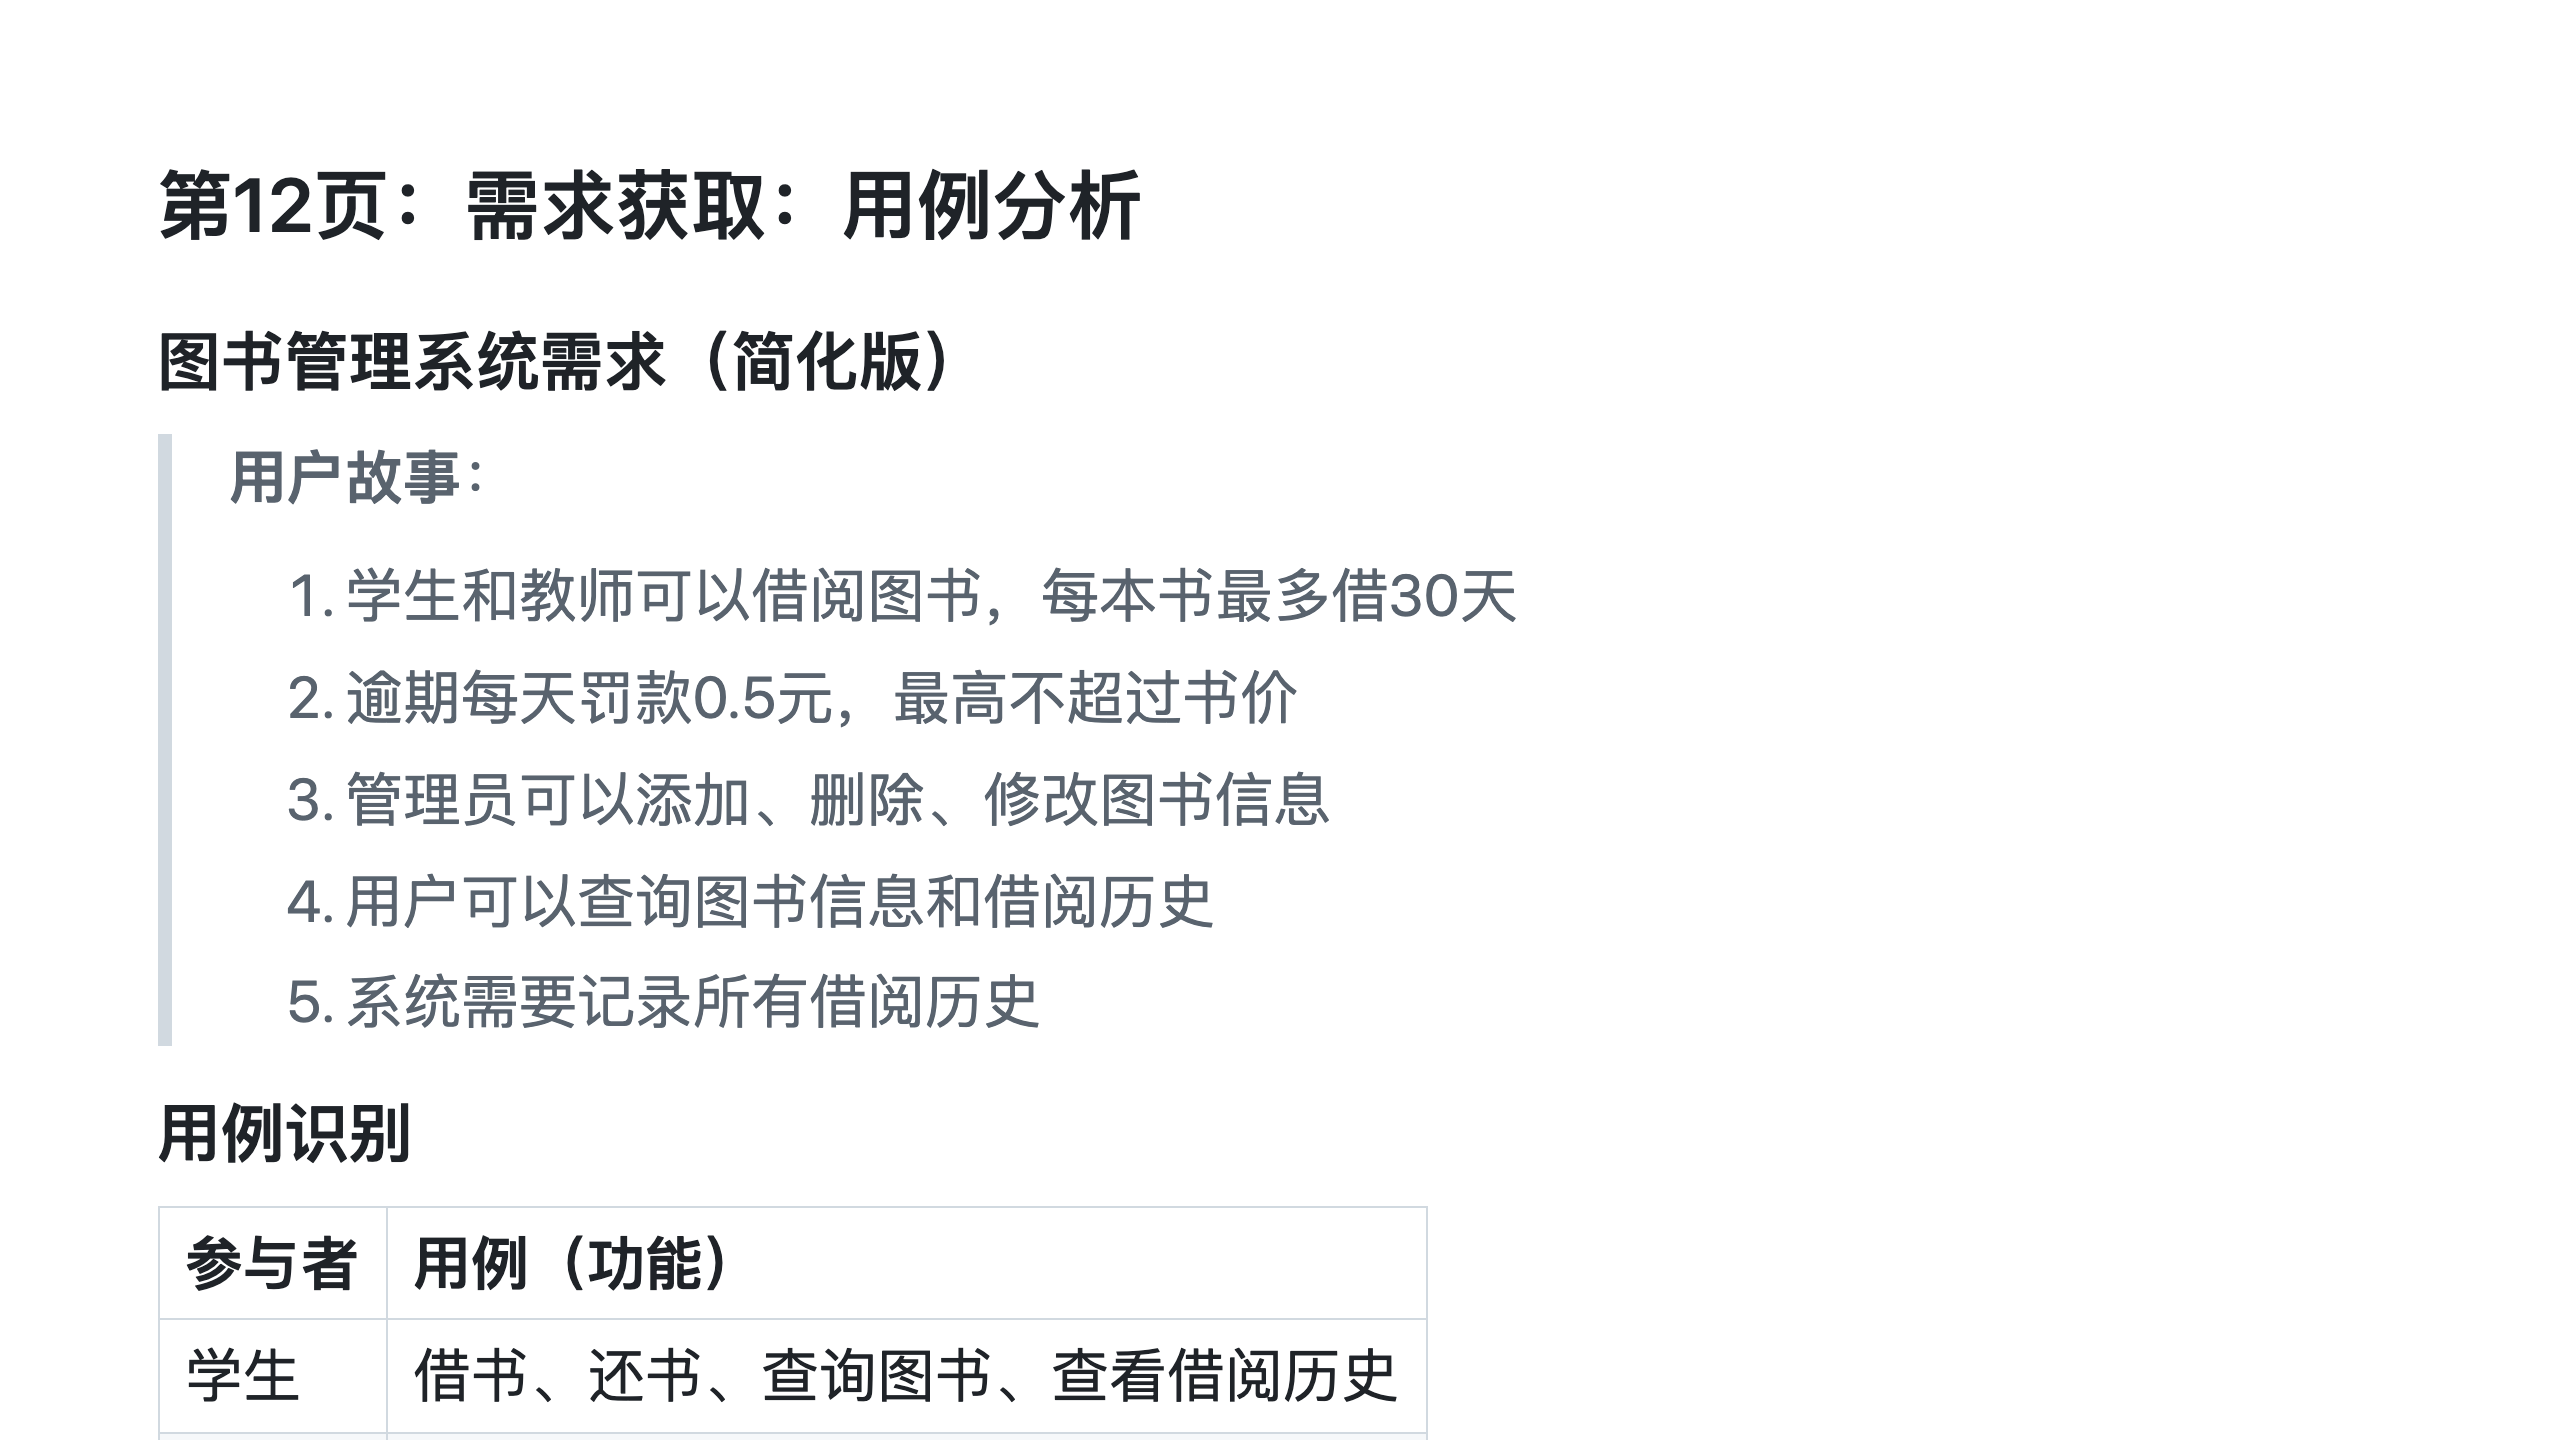 第12页：需求获取：用例分析
图书管理系统需求（简化版）
用户故事：
1. 学生和教师可以借阅图书，每本书最多借30天
2. 逾期每天罚款0.5元，最高不超过书价
3. 管理员可以添加、删除、修改图书信息
4. 用户可以查询图书信息和借阅历史
5. 系统需要记录所有借阅历史
用例识别
参与者 用例（功能）
学生 借书、还书、查询图书、查看借阅历史